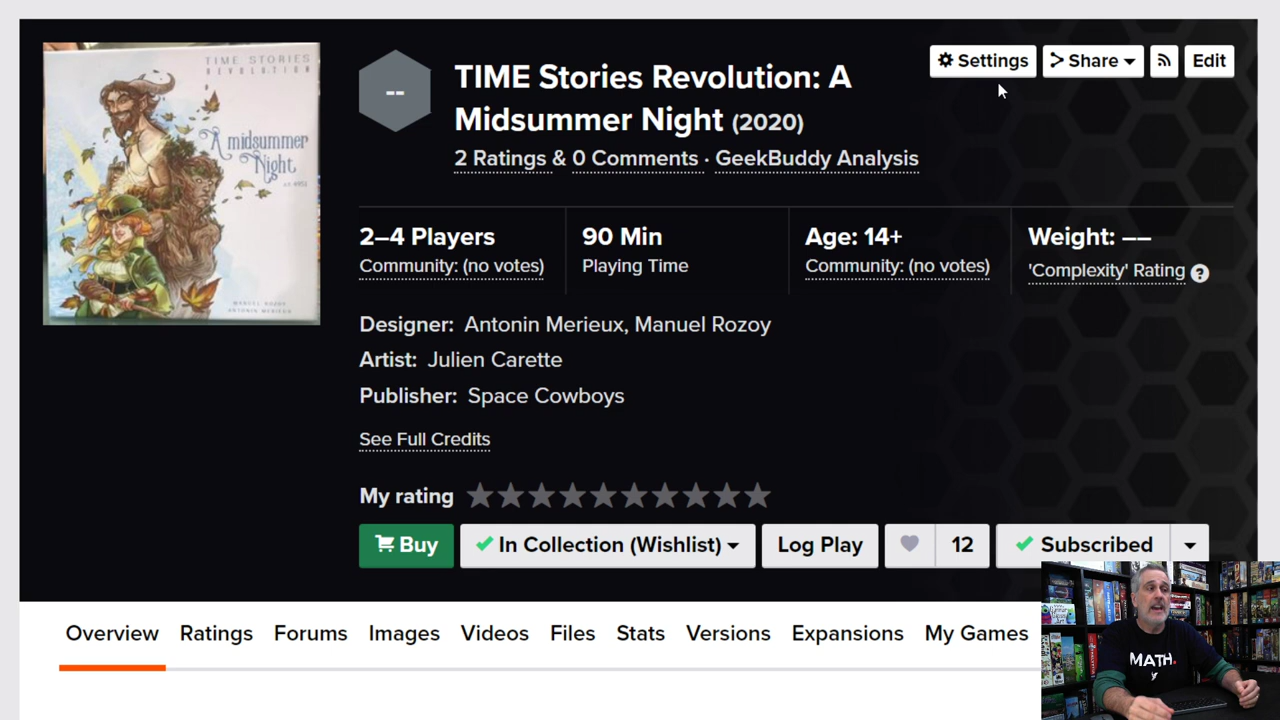 TIME STORIES
REVOLUTION
A midsummer
Night
MANUEL ROZOY
ANTONIN MERIEUX
--
TIME Stories Revolution: A
Midsummer Night (2020)
2 Ratings & 0 Comments · GeekBuddy Analysis
Settings
Share
Edit
2–4 Players
Community: (no votes)
90 Min
Playing Time
Age: 14+
Community: (no votes)
Weight: ––
'Complexity' Rating ?
Designer: Antonin Merieux, Manuel Rozoy
Artist: Julien Carette
Publisher: Space Cowboys
See Full Credits
My rating
Buy
In Collection (Wishlist)
Log Play
12
Subscribed
Overview
Ratings
Forums
Images
Videos
Files
Stats
Versions
Expansions
My Games
MATH.